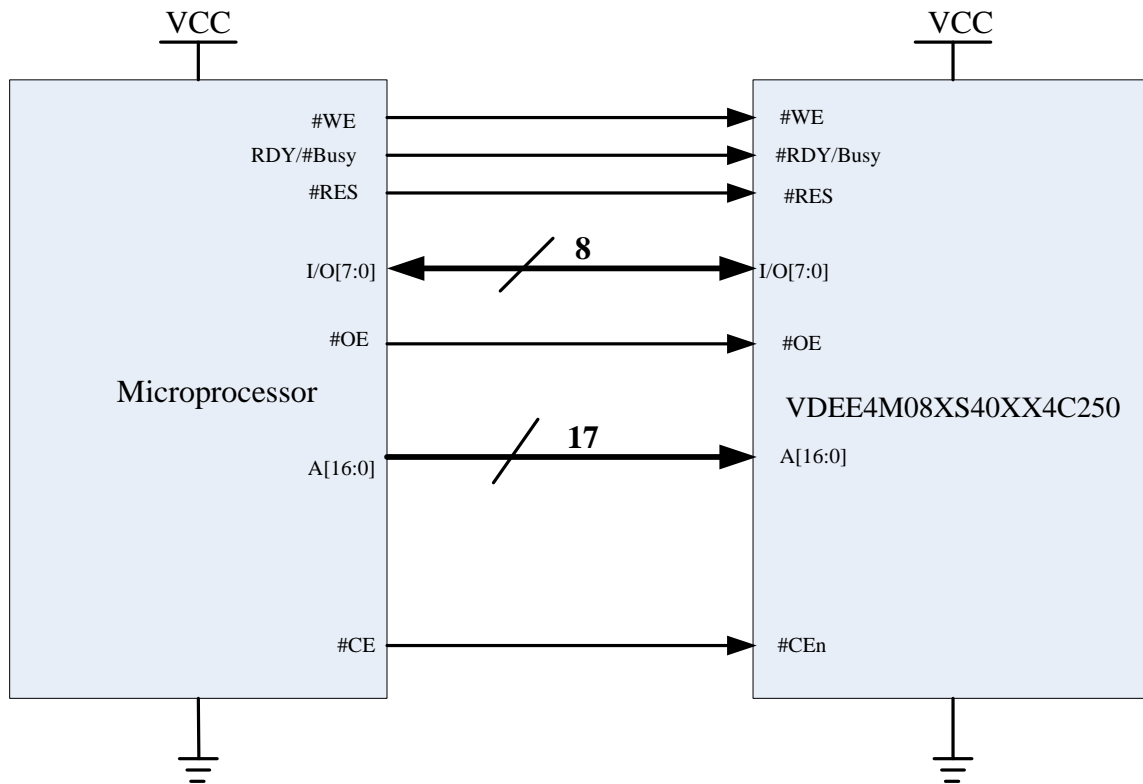 VCC
VCC
#WE
#WE
RDY/#Busy
#RDY/Busy
#RES
#RES
8
I/O[7:0]
I/O[7:0]
#OE
#OE
Microprocessor
VDEE4M08XS40XX4C250
17
A[16:0]
A[16:0]
#CE
#CEn